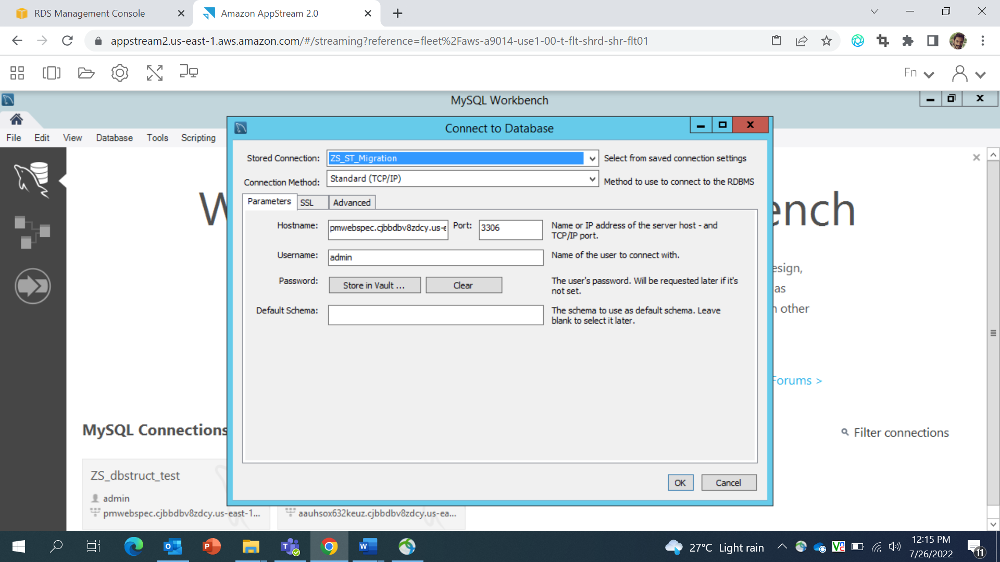 RDS Management Console
Amazon AppStream 2.0
appstream2.us-east-1.aws.amazon.com/#/streaming?reference=fleet%2Faws-a9014-use1-00-t-flt-shrd-shr-flt01
Fn
MySQL Workbench
File Edit View Database Tools Scripting
Connect to Database
Stored Connection: ZS_ST_Migration Select from saved connection settings
Connection Method: Standard (TCP/IP) Method to use to connect to the RDBMS
Parameters SSL Advanced
Hostname: pmwebspec.cjbbdbv8zdcy.us-e Port: 3306 Name or IP address of the server host - and
TCP/IP port.
Username: admin Name of the user to connect with.
Password: Store in Vault ... Clear The user's password. Will be requested later if it's
not set.
Default Schema: The schema to use as default schema. Leave
blank to select it later.
OK Cancel
W ench
esign,
as
n other
Forums >
MySQL Connections
Filter connections
ZS_dbstruct_test
admin
pmwebspec.cjbbdbv8zdcy.us-east-1...
aauhsox632keuz.cjbbdbv8zdcy.us-ea...
27°C Light rain
12:15 PM
7/26/2022
11